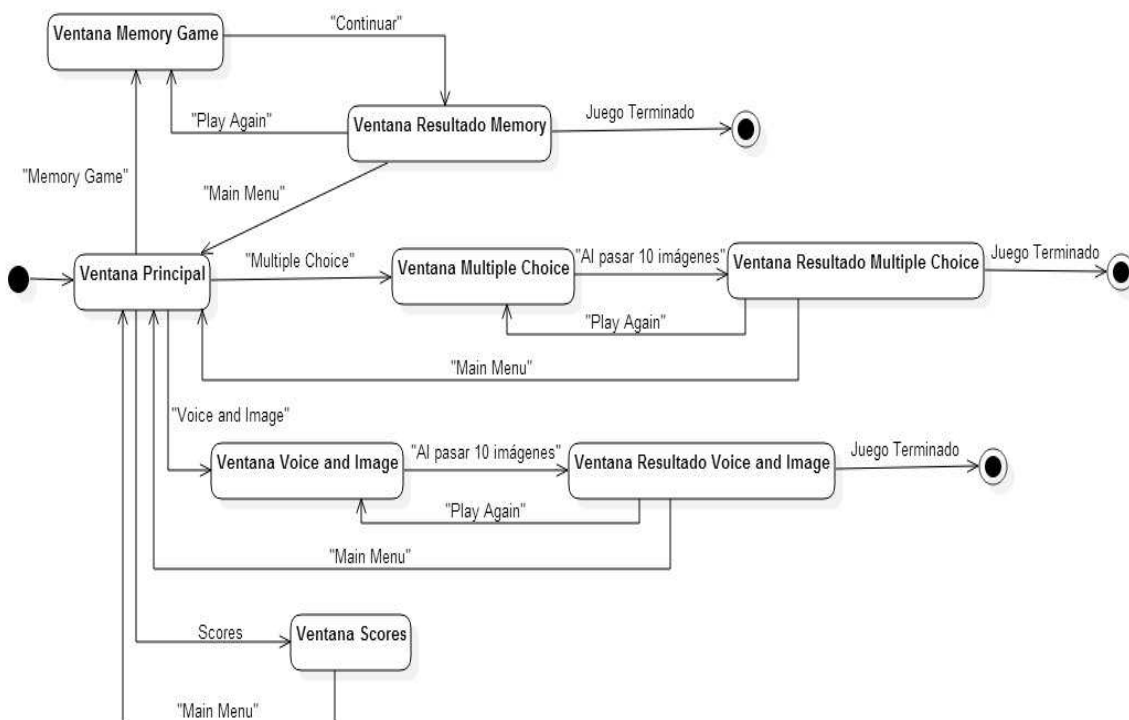 "Continuar"
Ventana Memory Game
Juego Terminado
"Play Again"
Ventana Resultado Memory
"Memory Game"
"Main Menu"
"Multiple Choice"
"Al pasar 10 imágenes"
Juego Terminado
Ventana Principal
Ventana Multiple Choice
Ventana Resultado Multiple Choice
"Play Again"
"Main Menu"
"Voice and Image"
"Al pasar 10 imágenes"
Juego Terminado
Ventana Voice and Image
Ventana Resultado Voice and Image
"Play Again"
"Main Menu"
Scores
Ventana Scores
"Main Menu"